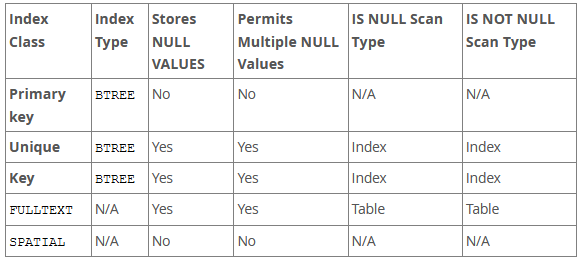 Index Class Index Type Stores NULL VALUES Permits Multiple NULL Values IS NULL Scan Type IS NOT NULL Scan Type
Primary key BTREE No No N/A N/A
Unique BTREE Yes Yes Index Index
Key BTREE Yes Yes Index Index
FULLTEXT N/A Yes Yes Table Table
SPATIAL N/A No No N/A N/A